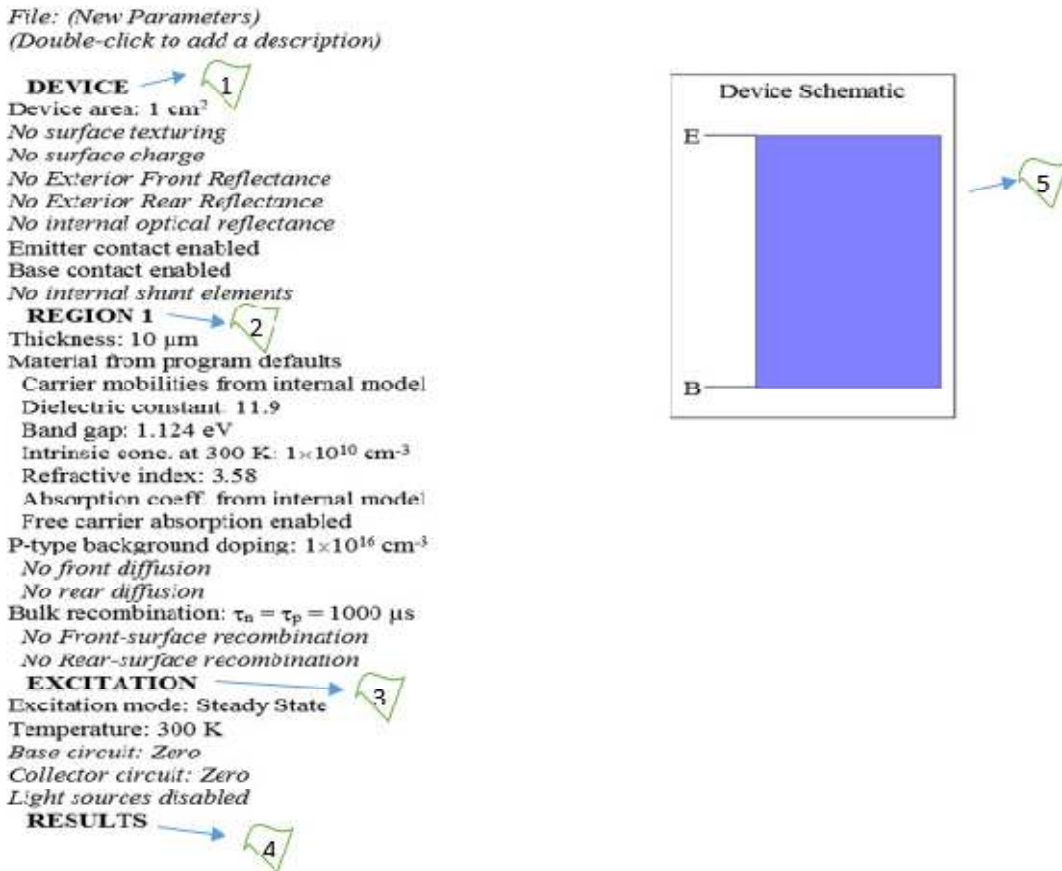 File: (New Parameters)
(Double-click to add a description)
DEVICE
1
Device area: 1 cm²
No surface texturing
No surface charge
No Exterior Front Reflectance
No Exterior Rear Reflectance
No internal optical reflectance
Emitter contact enabled
Base contact enabled
No internal shunt elements
REGION 1
2
Thickness: 10 µm
Material from program defaults
Carrier mobilities from internal model
Dielectric constant: 11.9
Band gap: 1.124 eV
Intrinsic conc. at 300 K: 1×10¹⁰ cm⁻³
Refractive index: 3.58
Absorption coeff. from internal model
Free carrier absorption enabled
P-type background doping: 1×10¹⁶ cm⁻³
No front diffusion
No rear diffusion
Bulk recombination: τₙ = τₚ = 1000 µs
No Front-surface recombination
No Rear-surface recombination
EXCITATION
3
Excitation mode: Steady State
Temperature: 300 K
Base circuit: Zero
Collector circuit: Zero
Light sources disabled
RESULTS
4
Device Schematic
E
B
5